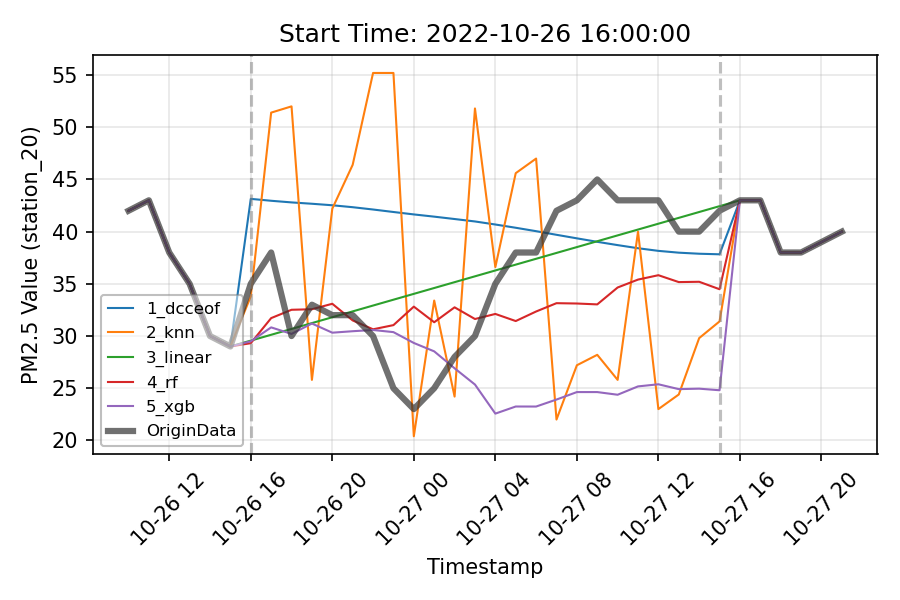 Start Time: 2022-10-26 16:00:00
PM2.5 Value (station_20)
55
50
45
40
35
30
25
20
1_dcceof
2_knn
3_linear
4_rf
5_xgb
OriginData
10-26 12
10-26 16
10-26 20
10-27 00
10-27 04
10-27 08
10-27 12
10-27 16
10-27 20
Timestamp